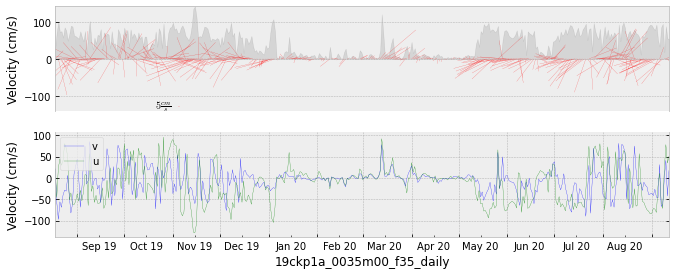 Velocity (cm/s)
100
0
−100
5 cm/s
Velocity (cm/s)
100
50
0
−50
−100
v
u
Sep 19 Oct 19 Nov 19 Dec 19 Jan 20 Feb 20 Mar 20 Apr 20 May 20 Jun 20 Jul 20 Aug 20
19ckp1a_0035m00_f35_daily